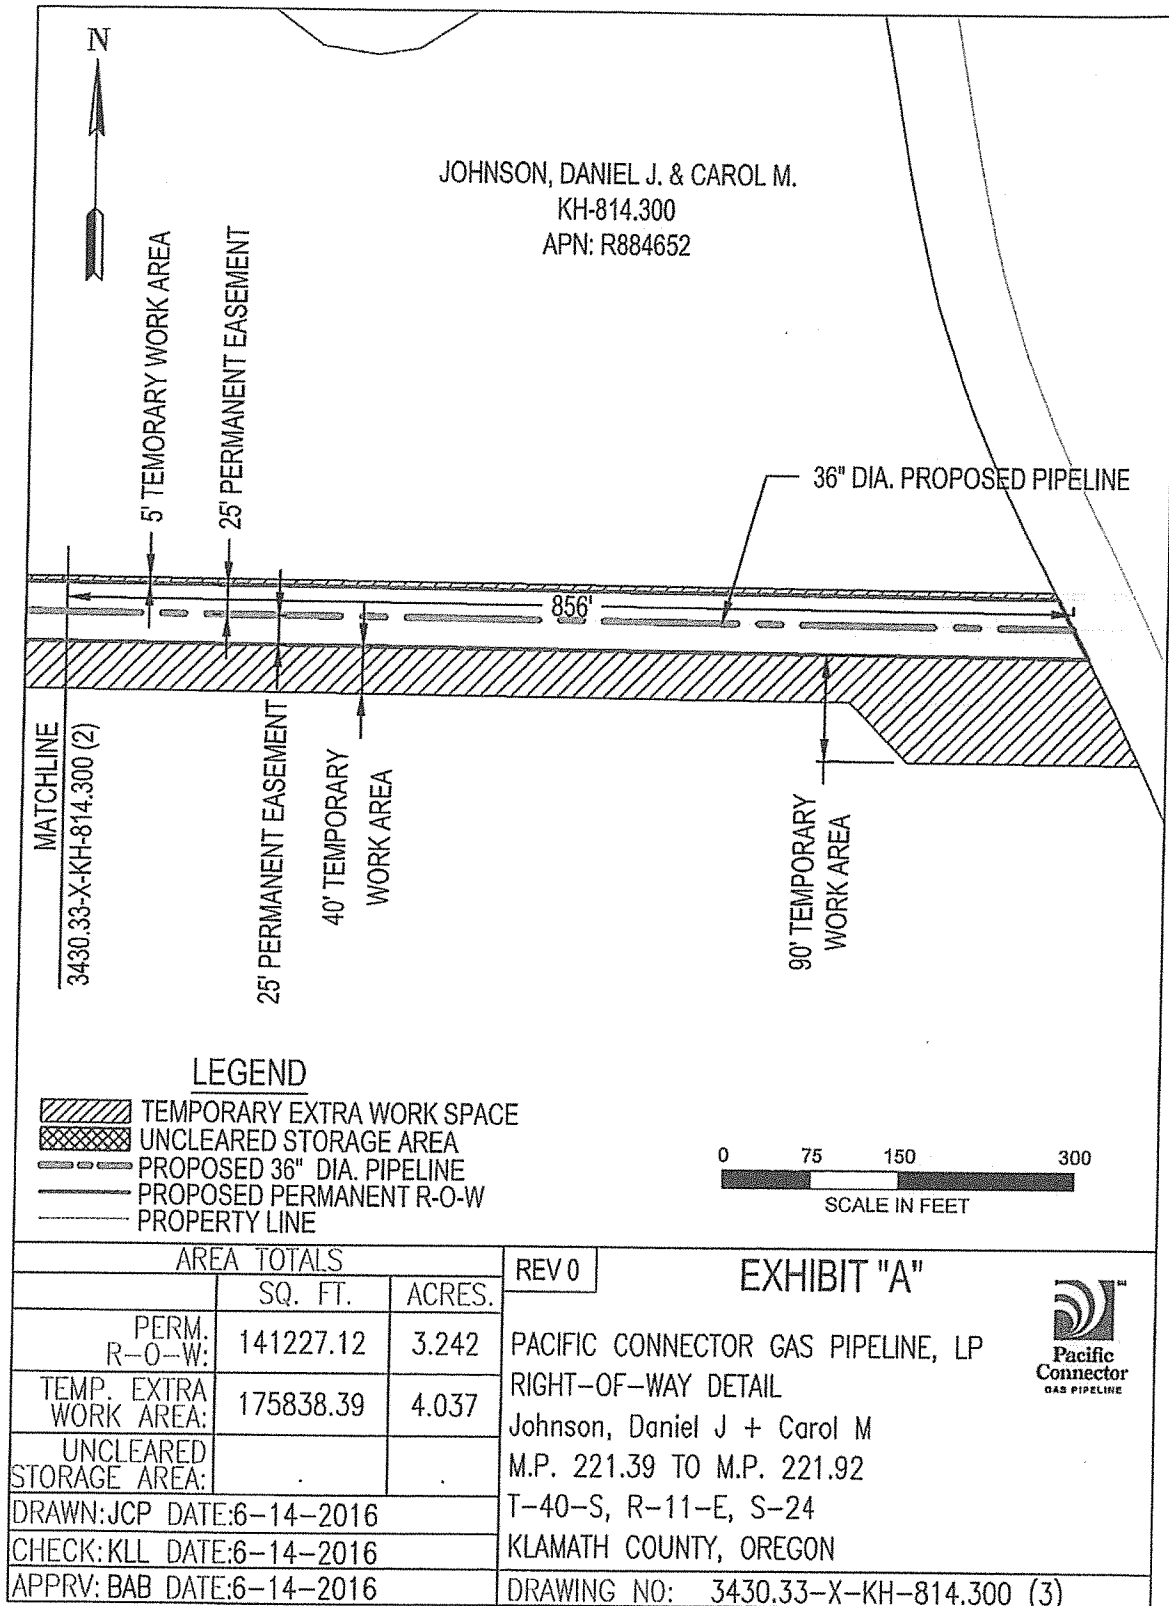 N
JOHNSON, DANIEL J. & CAROL M.
KH-814.300
APN: R884652
5' TEMORARY WORK AREA
25' PERMANENT EASEMENT
36" DIA. PROPOSED PIPELINE
856'
MATCHLINE
3430.33-X-KH-814.300 (2)
25' PERMANENT EASEMENT
40' TEMPORARY
WORK AREA
90' TEMPORARY
WORK AREA
LEGEND
TEMPORARY EXTRA WORK SPACE
UNCLEARED STORAGE AREA
PROPOSED 36" DIA. PIPELINE
PROPOSED PERMANENT R-O-W
PROPERTY LINE
0 75 150 300
SCALE IN FEET
AREA TOTALS
SQ. FT. ACRES.
PERM.
R-O-W: 141227.12 3.242
TEMP. EXTRA
WORK AREA: 175838.39 4.037
UNCLEARED
STORAGE AREA: . .
DRAWN: JCP DATE: 6-14-2016
CHECK: KLL DATE: 6-14-2016
APPRV: BAB DATE: 6-14-2016
REV 0
EXHIBIT "A"
PACIFIC CONNECTOR GAS PIPELINE, LP
RIGHT-OF-WAY DETAIL
Johnson, Daniel J + Carol M
M.P. 221.39 TO M.P. 221.92
T-40-S, R-11-E, S-24
KLAMATH COUNTY, OREGON
DRAWING NO: 3430.33-X-KH-814.300 (3)
Pacific
Connector
GAS PIPELINE